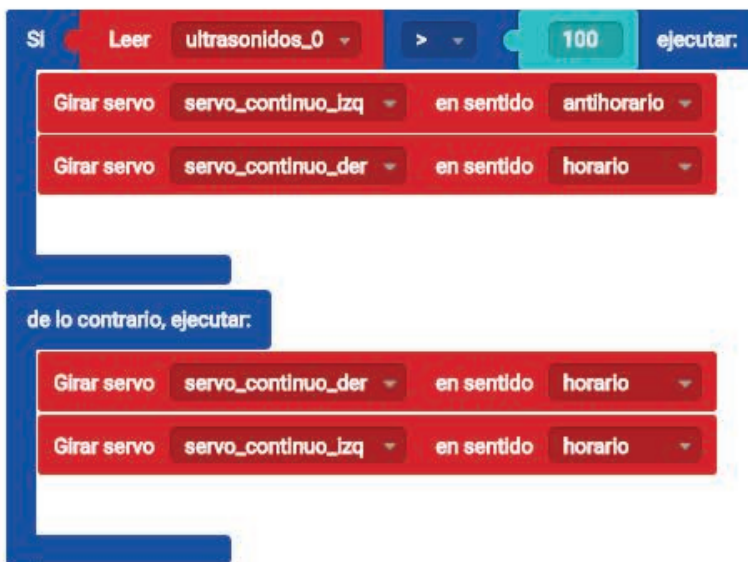 Si Leer ultrasonidos_0 > 100 ejecutar:
Girar servo servo_continuo_izq en sentido antihorario
Girar servo servo_continuo_der en sentido horario
de lo contrario, ejecutar:
Girar servo servo_continuo_der en sentido horario
Girar servo servo_continuo_izq en sentido horario